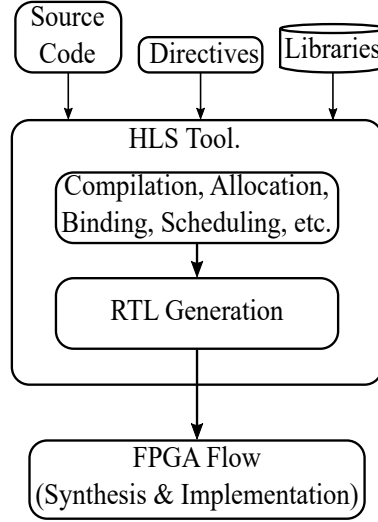 Source
Code
Directives
Libraries
HLS Tool.
Compilation, Allocation,
Binding, Scheduling, etc.
RTL Generation
FPGA Flow
(Synthesis & Implementation)